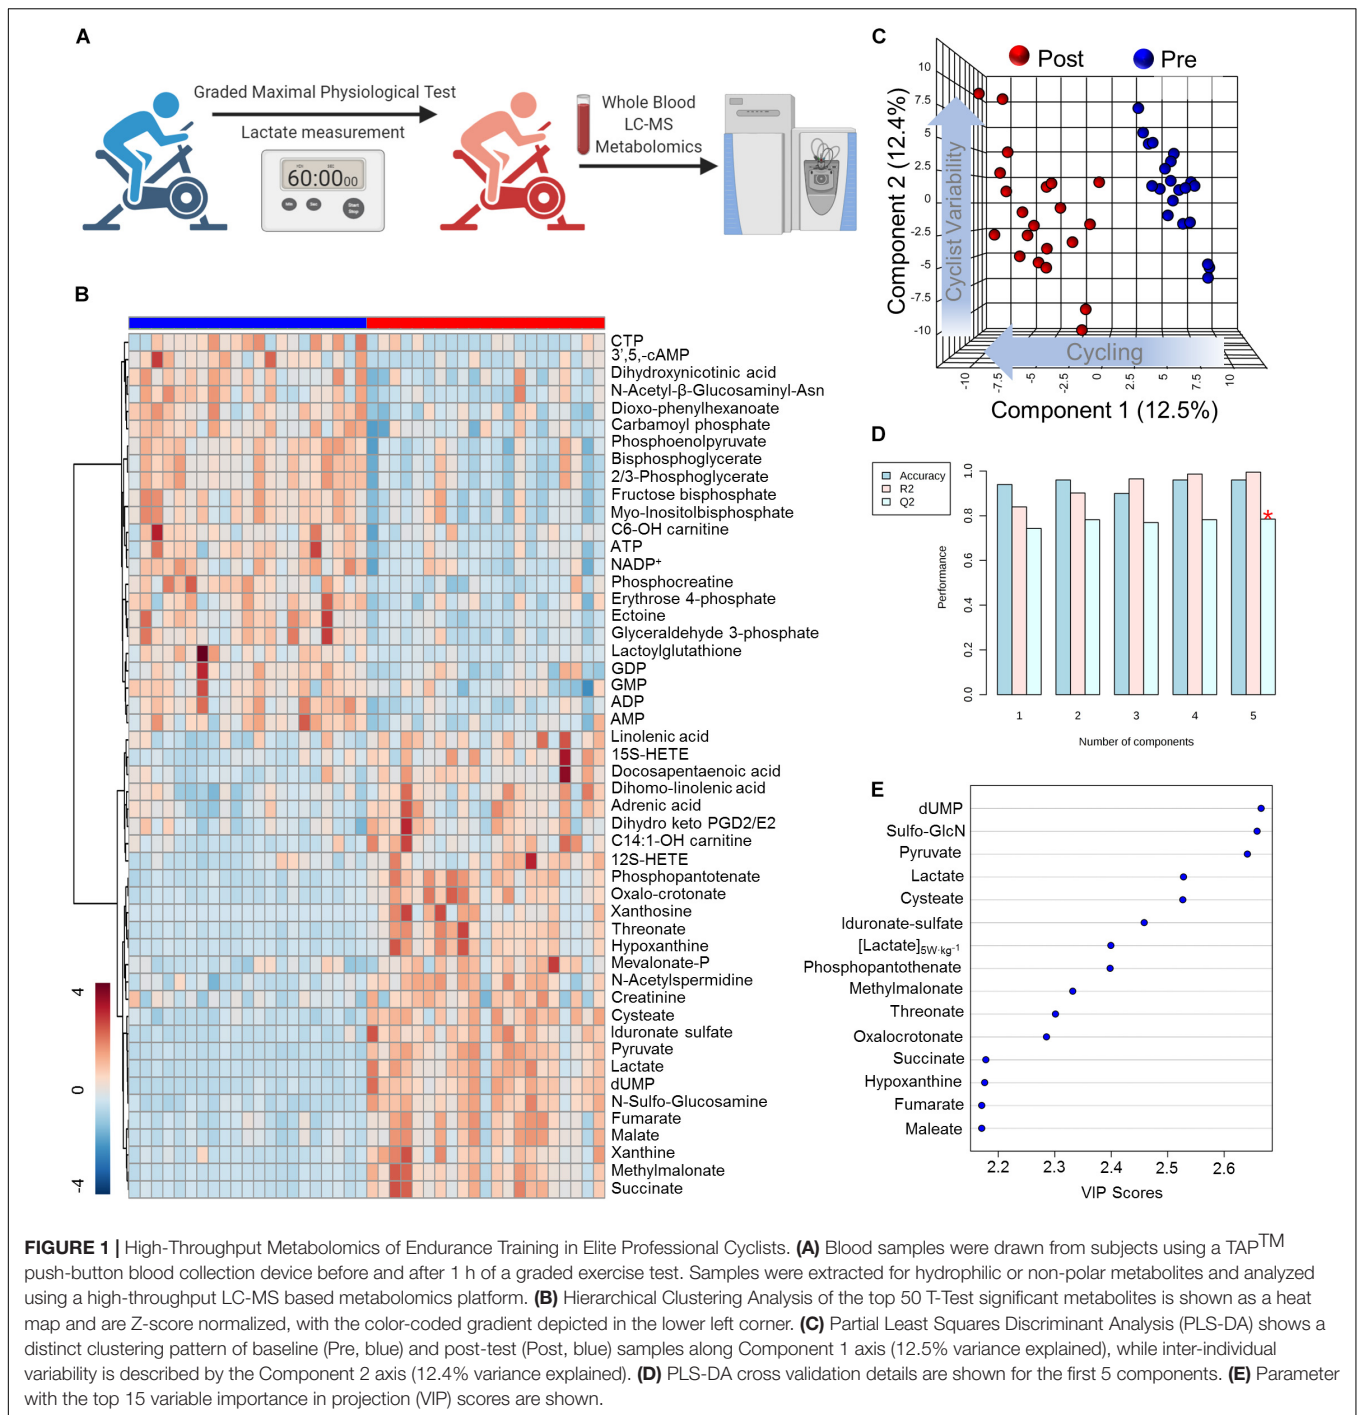 A
Graded Maximal Physiological Test
Lactate measurement
60:0000
Start
Stop
Whole Blood
LC-MS
Metabolomics
B
CTP
3',5,-cAMP
Dihydroxynicotinic acid
N-Acetyl-β-Glucosaminyl-Asn
Dioxo-phenylhexanoate
Carbamoyl phosphate
Phosphoenolpyruvate
Bisphosphoglycerate
2/3-Phosphoglycerate
Fructose bisphosphate
Myo-Inositolbisphosphate
C6-OH carnitine
ATP
NADP+
Phosphocreatine
Erythrose 4-phosphate
Ectoine
Glyceraldehyde 3-phosphate
Lactoylglutathione
GDP
GMP
ADP
AMP
Linolenic acid
15S-HETE
Docosapentaenoic acid
Dihomo-linolenic acid
Adrenic acid
Dihydro keto PGD2/E2
C14:1-OH carnitine
12S-HETE
Phosphopantotenate
Oxalo-crotonate
Xanthosine
Threonate
Hypoxanthine
Mevalonate-P
N-Acetylspermidine
Creatinine
Cysteate
Iduronate sulfate
Pyruvate
Lactate
dUMP
N-Sulfo-Glucosamine
Fumarate
Malate
Xanthine
Methylmalonate
Succinate
4
0
-4
C
Post
Pre
10
7.5
5
2.5
0
-2.5
-5
-7.5
-10
Component 2 (12.4%)
Cyclist Variability
Cycling
-10
-7.5
-5
-2.5
0
2.5
5
7.5
10
Component 1 (12.5%)
D
Accuracy
R2
Q2
1.0
0.8
0.6
0.4
0.2
0.0
Performance
*
1 2 3 4 5
Number of components
E
dUMP
Sulfo-GlcN
Pyruvate
Lactate
Cysteate
Iduronate-sulfate
[Lactate]5W·kg-1
Phosphopantothenate
Methylmalonate
Threonate
Oxalocrotonate
Succinate
Hypoxanthine
Fumarate
Maleate
2.2 2.3 2.4 2.5 2.6
VIP Scores
FIGURE 1 | High-Throughput Metabolomics of Endurance Training in Elite Professional Cyclists. (A) Blood samples were drawn from subjects using a TAP™
push-button blood collection device before and after 1 h of a graded exercise test. Samples were extracted for hydrophilic or non-polar metabolites and analyzed
using a high-throughput LC-MS based metabolomics platform. (B) Hierarchical Clustering Analysis of the top 50 T-Test significant metabolites is shown as a heat
map and are Z-score normalized, with the color-coded gradient depicted in the lower left corner. (C) Partial Least Squares Discriminant Analysis (PLS-DA) shows a
distinct clustering pattern of baseline (Pre, blue) and post-test (Post, blue) samples along Component 1 axis (12.5% variance explained), while inter-individual
variability is described by the Component 2 axis (12.4% variance explained). (D) PLS-DA cross validation details are shown for the first 5 components. (E) Parameter
with the top 15 variable importance in projection (VIP) scores are shown.